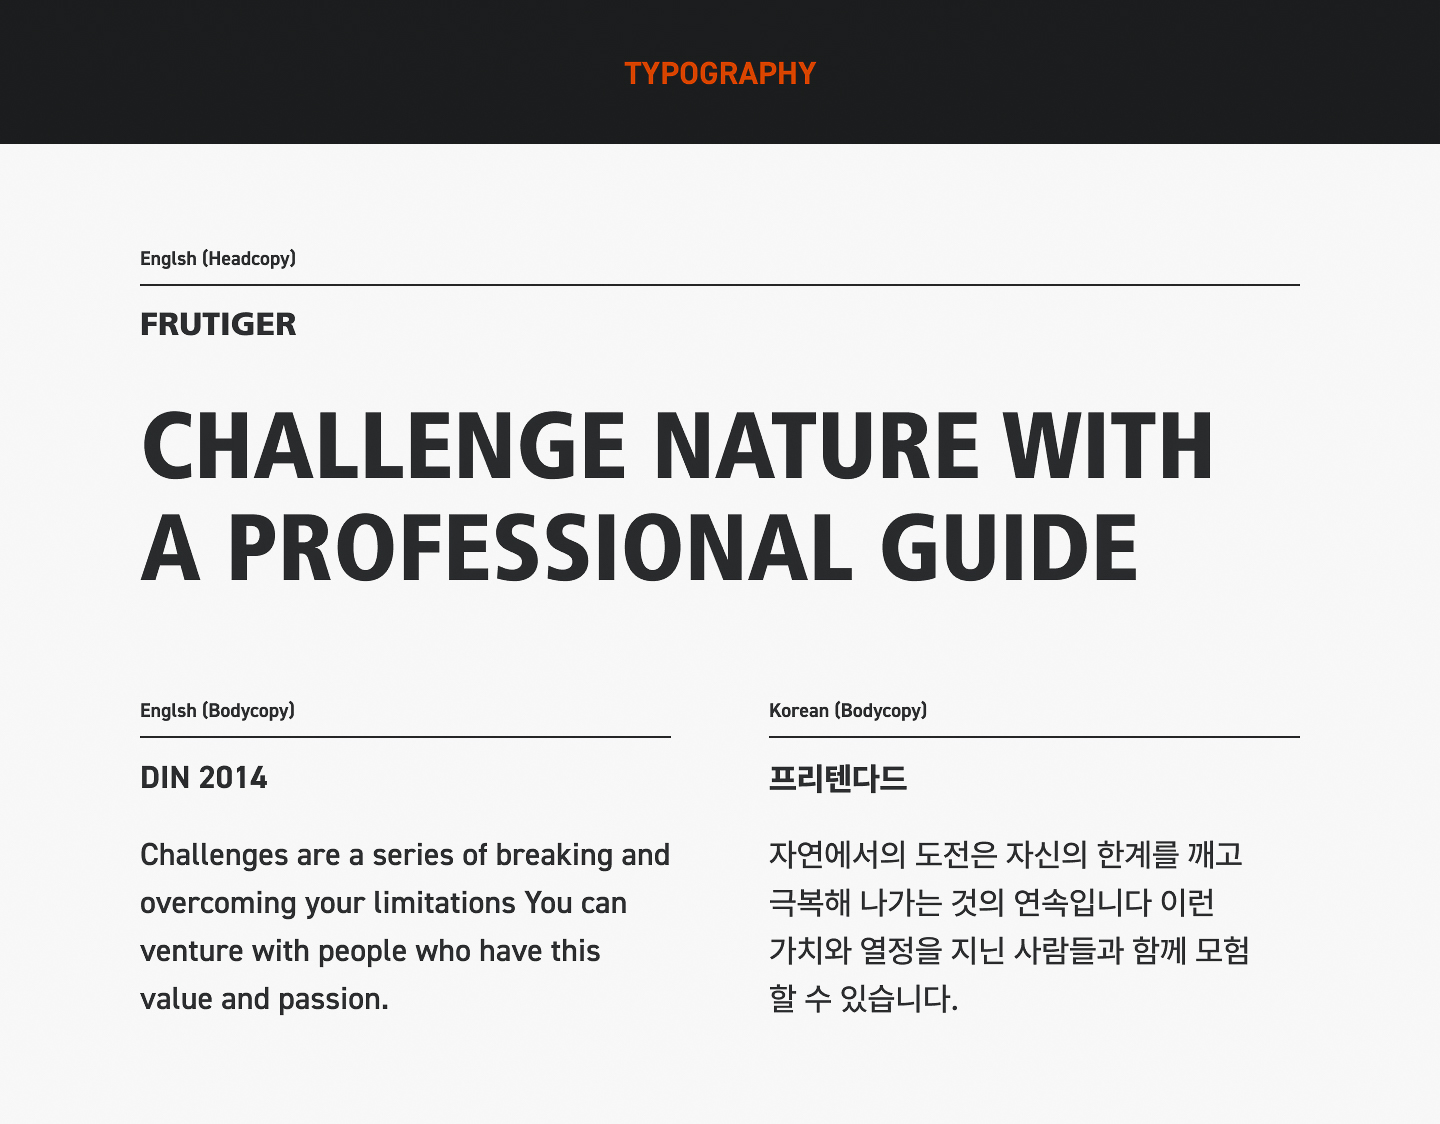 TYPOGRAPHY
Englsh (Headcopy)
FRUTIGER
CHALLENGE NATURE WITH
A PROFESSIONAL GUIDE
Englsh (Bodycopy)
DIN 2014
Challenges are a series of breaking and
overcoming your limitations You can
venture with people who have this
value and passion.
Korean (Bodycopy)
프리텐다드
자연에서의 도전은 자신의 한계를 깨고
극복해 나가는 것의 연속입니다 이런
가치와 열정을 지닌 사람들과 함께 모험
할 수 있습니다.